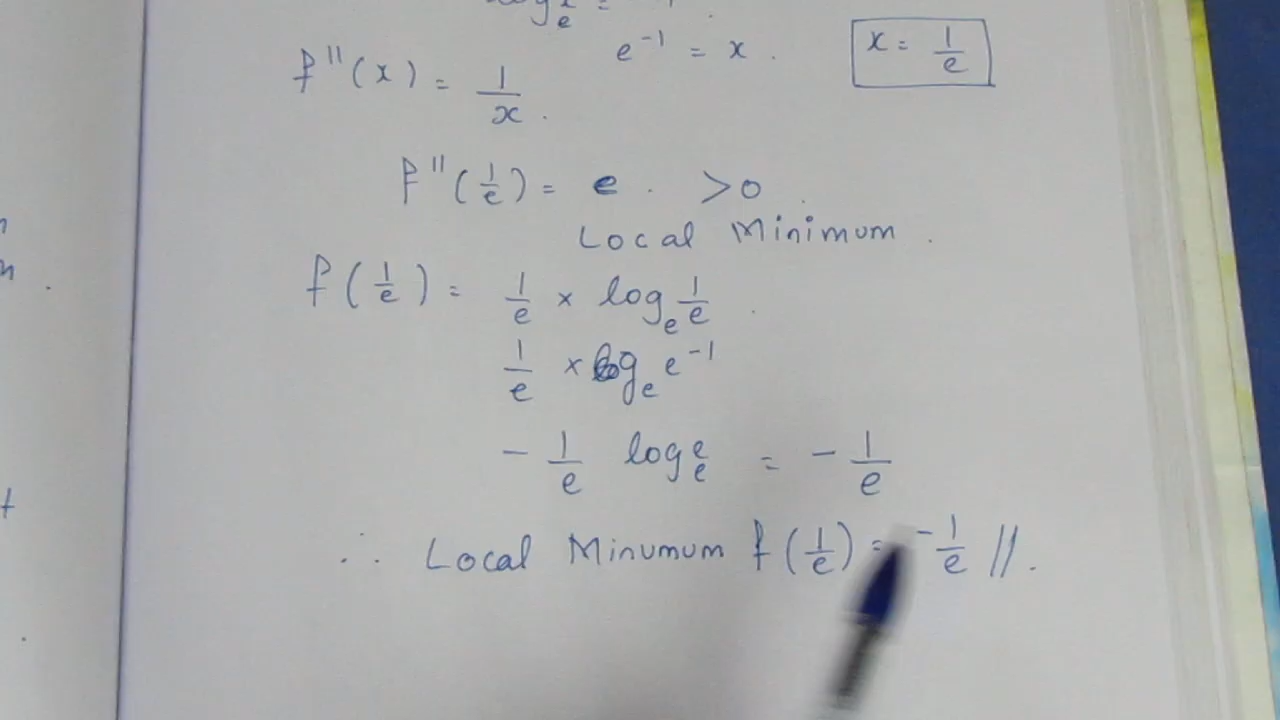 e⁻¹ = x . x = 1/e
f''(x) = 1/x .
f''(1/e) = e . >0
Local Minimum .
f(1/e) = 1/e × logₑ 1/e
1/e × logₑ e⁻¹
- 1/e logₑ e = - 1/e
∴ Local Minumum f(1/e) = -1/e //.